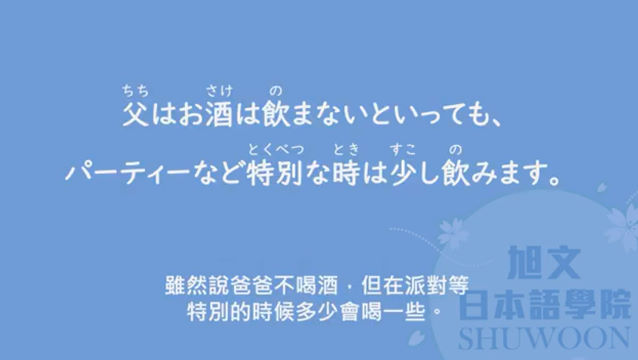 ちち さけ の
父はお酒は飲まないといっても、
とくべつ とき すこ の
パーティーなど特別な時は少し飲みます。
雖然說爸爸不喝酒，但在派對等
特別的時候多少會喝一些。
旭文
日本語學院
SHUWOON